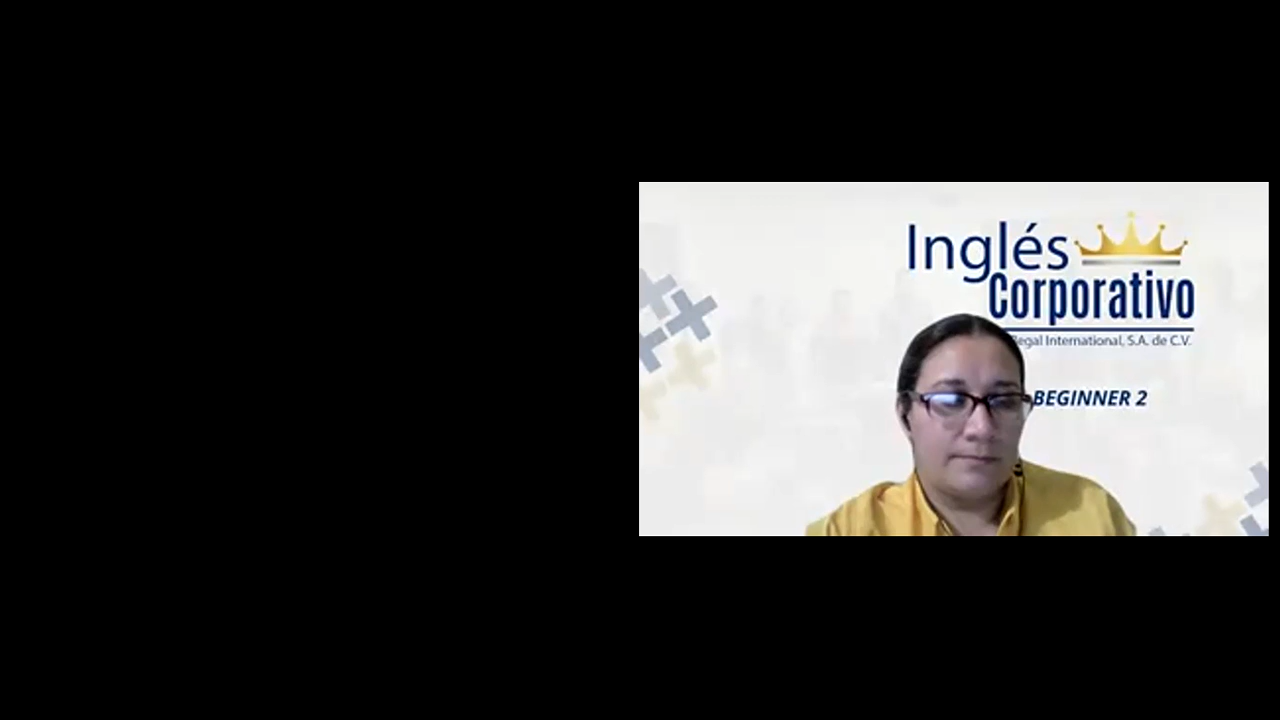 Inglés
Corporativo
Regal International, S.A. de C.V.
BEGINNER 2